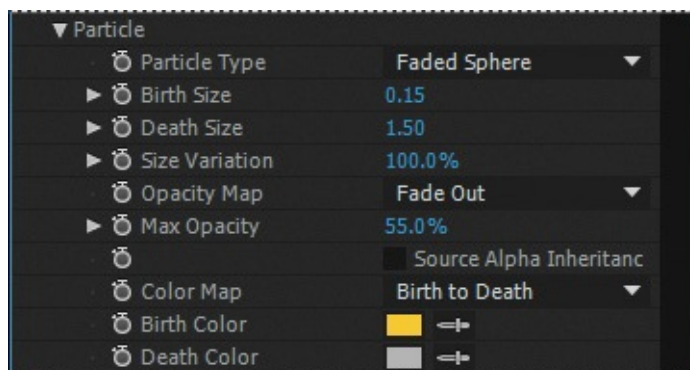 Particle
Particle Type Faded Sphere
Birth Size 0.15
Death Size 1.50
Size Variation 100.0%
Opacity Map Fade Out
Max Opacity 55.0%
Source Alpha Inheritanc
Color Map Birth to Death
Birth Color
Death Color